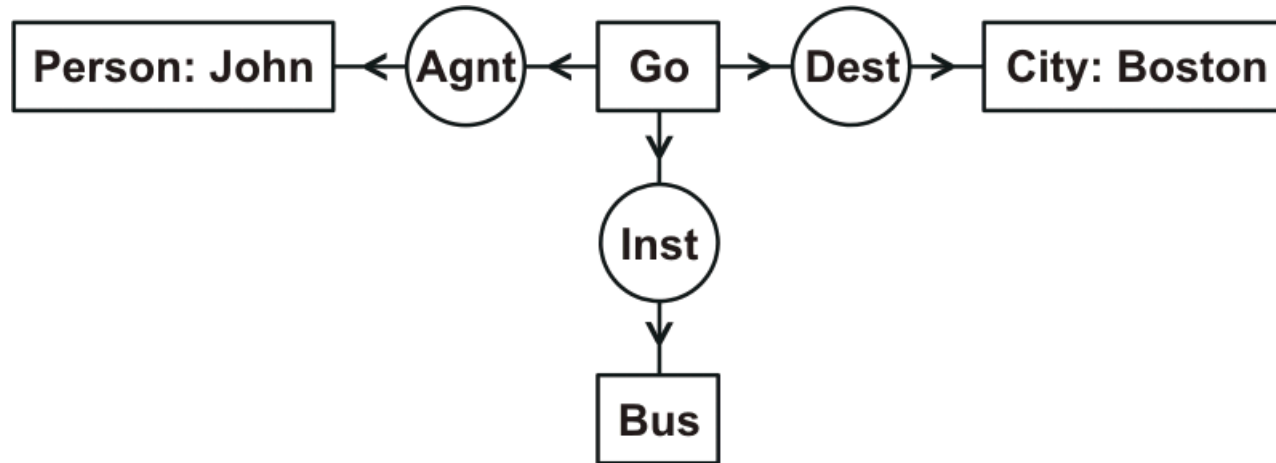 Person: John
Agnt
Go
Dest
City: Boston
Inst
Bus